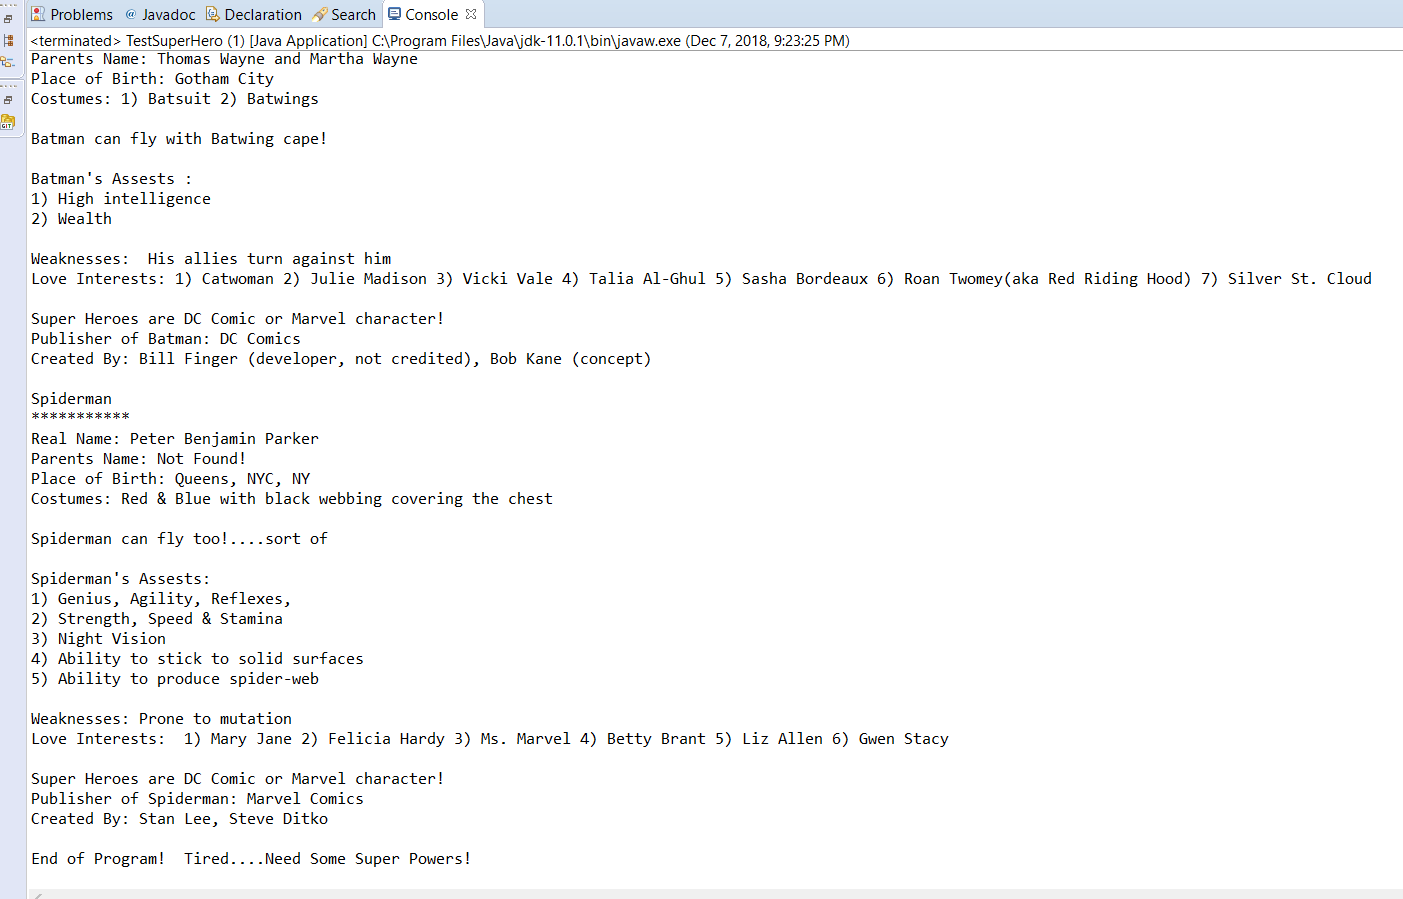 Problems @ Javadoc Declaration Search Console
<terminated> TestSuperHero (1) [Java Application] C:\Program Files\Java\jdk-11.0.1\bin\javaw.exe (Dec 7, 2018, 9:23:25 PM)
Parents Name: Thomas Wayne and Martha Wayne
Place of Birth: Gotham City
Costumes: 1) Batsuit 2) Batwings
Batman can fly with Batwing cape!
Batman's Assests :
1) High intelligence
2) Wealth
Weaknesses:  His allies turn against him
Love Interests: 1) Catwoman 2) Julie Madison 3) Vicki Vale 4) Talia Al-Ghul 5) Sasha Bordeaux 6) Roan Twomey(aka Red Riding Hood) 7) Silver St. Cloud
Super Heroes are DC Comic or Marvel character!
Publisher of Batman: DC Comics
Created By: Bill Finger (developer, not credited), Bob Kane (concept)
Spiderman
***********
Real Name: Peter Benjamin Parker
Parents Name: Not Found!
Place of Birth: Queens, NYC, NY
Costumes: Red & Blue with black webbing covering the chest
Spiderman can fly too!....sort of
Spiderman's Assests:
1) Genius, Agility, Reflexes,
2) Strength, Speed & Stamina
3) Night Vision
4) Ability to stick to solid surfaces
5) Ability to produce spider-web
Weaknesses: Prone to mutation
Love Interests:  1) Mary Jane 2) Felicia Hardy 3) Ms. Marvel 4) Betty Brant 5) Liz Allen 6) Gwen Stacy
Super Heroes are DC Comic or Marvel character!
Publisher of Spiderman: Marvel Comics
Created By: Stan Lee, Steve Ditko
End of Program!  Tired....Need Some Super Powers!
GIT